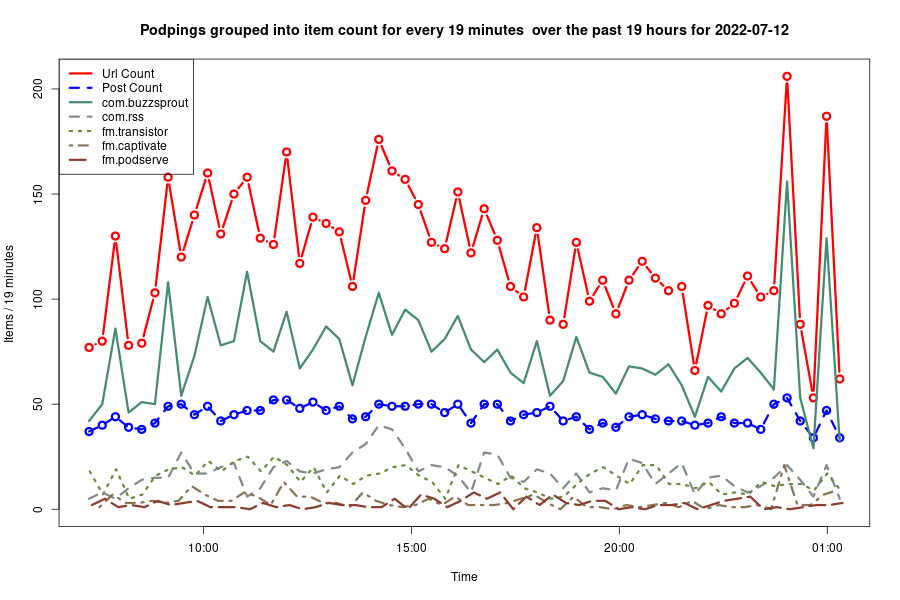 Podpings grouped into item count for every 19 minutes  over the past 19 hours for 2022-07-12
Url Count
Post Count
com.buzzsprout
com.rss
fm.transistor
fm.captivate
fm.podserve
200
150
100
50
0
Items / 19 minutes
10:00
15:00
20:00
01:00
Time